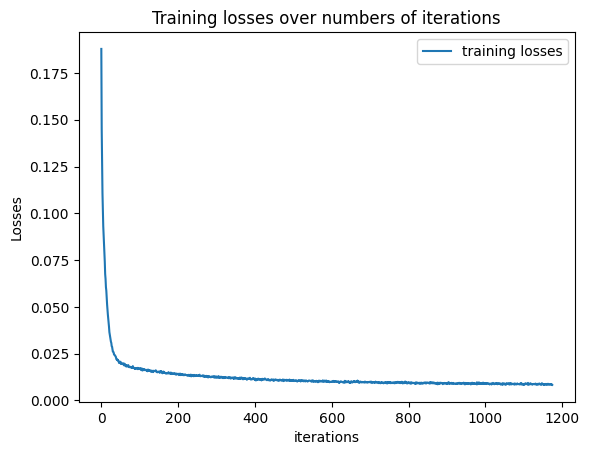 Training losses over numbers of iterations
training losses
0.175
0.150
0.125
0.100
0.075
0.050
0.025
0.000
Losses
0 200 400 600 800 1000 1200
iterations